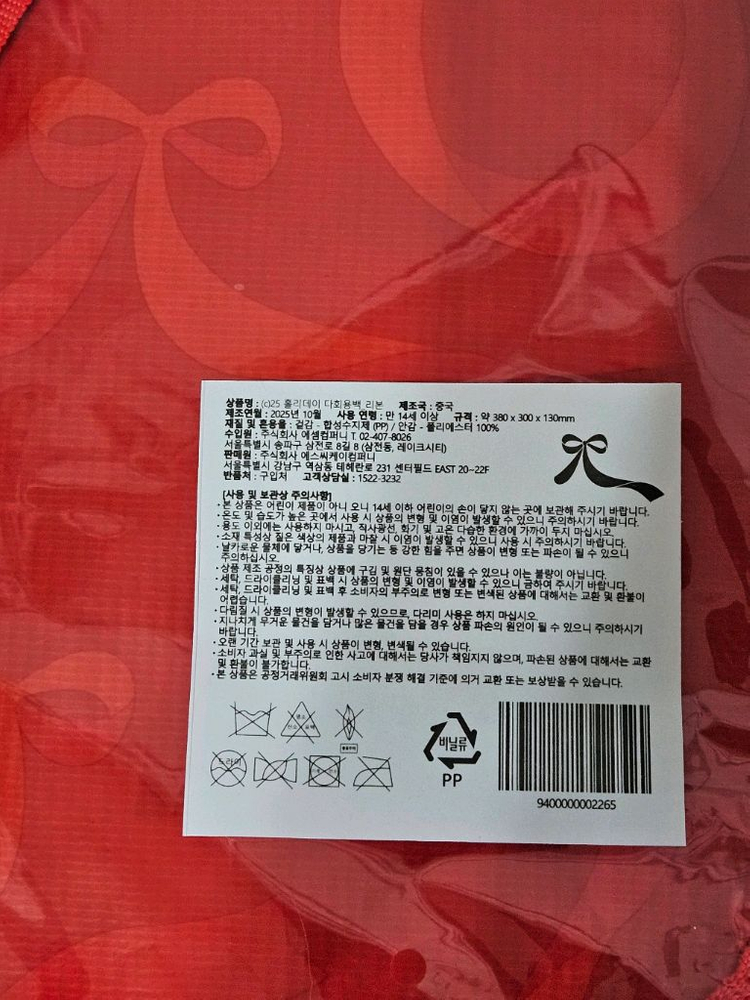 상품명 : (c)25 홀리데이 다회용백 리본 제조국 : 중국
제조연월 : 2025년 10월 사용 연령 : 만 14세 이상 규격 : 약 380 x 300 x 130mm
재질 및 혼용율 : 겉감 - 합성수지제 (PP) / 안감 - 폴리에스터 100%
수입원 : 주식회사 에셈컴퍼니 T. 02-407-8026
서울특별시 송파구 삼전로 8길 8 (삼전동, 레이크시티)
판매원 : 주식회사 에스씨케이컴퍼니
서울특별시 강남구 역삼동 테헤란로 231 센터필드 EAST 20~22F
반품처 : 구입처 고객상담실 : 1522-3232
[사용 및 보관상 주의사항]
· 본 상품은 어린이 제품이 아니 오니 14세 이하 어린이의 손이 닿지 않는 곳에 보관해 주시기 바랍니다.
· 온도 및 습도가 높은 곳에서 사용 시 상품의 변형 및 이염이 발생할 수 있으니 주의하시기 바랍니다.
· 용도 이외에는 사용하지 마시고, 직사광선, 화기 및 고온 다습한 환경에 가까이 두지 마십시오.
· 소재 특성상 짙은 색상의 제품과 마찰 시 이염이 발생할 수 있으니 사용 시 주의하시기 바랍니다.
· 날카로운 물체에 닿거나, 상품을 당기는 등 강한 힘을 주면 상품이 변형 또는 파손이 될 수 있으니
주의하십시오.
· 상품 제조 공정의 특징상 상품에 구김 및 원단 뭉침이 있을 수 있으나 이는 불량이 아닙니다.
· 세탁, 드라이클리닝 및 표백 시 상품의 변형 및 이염이 발생할 수 있으니 금하여 주시기 바랍니다.
· 세탁, 드라이클리닝 및 표백 후 소비자의 부주의로 변형 또는 변색된 상품에 대해서는 교환 및 환불이
어렵습니다.
· 다림질 시 상품의 변형이 발생할 수 있으므로, 다리미 사용은 하지 마십시오.
· 지나치게 무거운 물건을 담거나 많은 물건을 담을 경우 상품 파손의 원인이 될 수 있으니 주의하시기
바랍니다.
· 오랜 기간 보관 및 사용 시 상품이 변형, 변색될 수 있습니다.
· 소비자 과실 및 부주의로 인한 사고에 대해서는 당사가 책임지지 않으며, 파손된 상품에 대해서는 교환
및 환불이 불가합니다.
· 본 상품은 공정거래위원회 고시 소비자 분쟁 해결 기준에 의거 교환 또는 보상받을 수 있습니다.
드라이
비닐류
PP
9400000002265